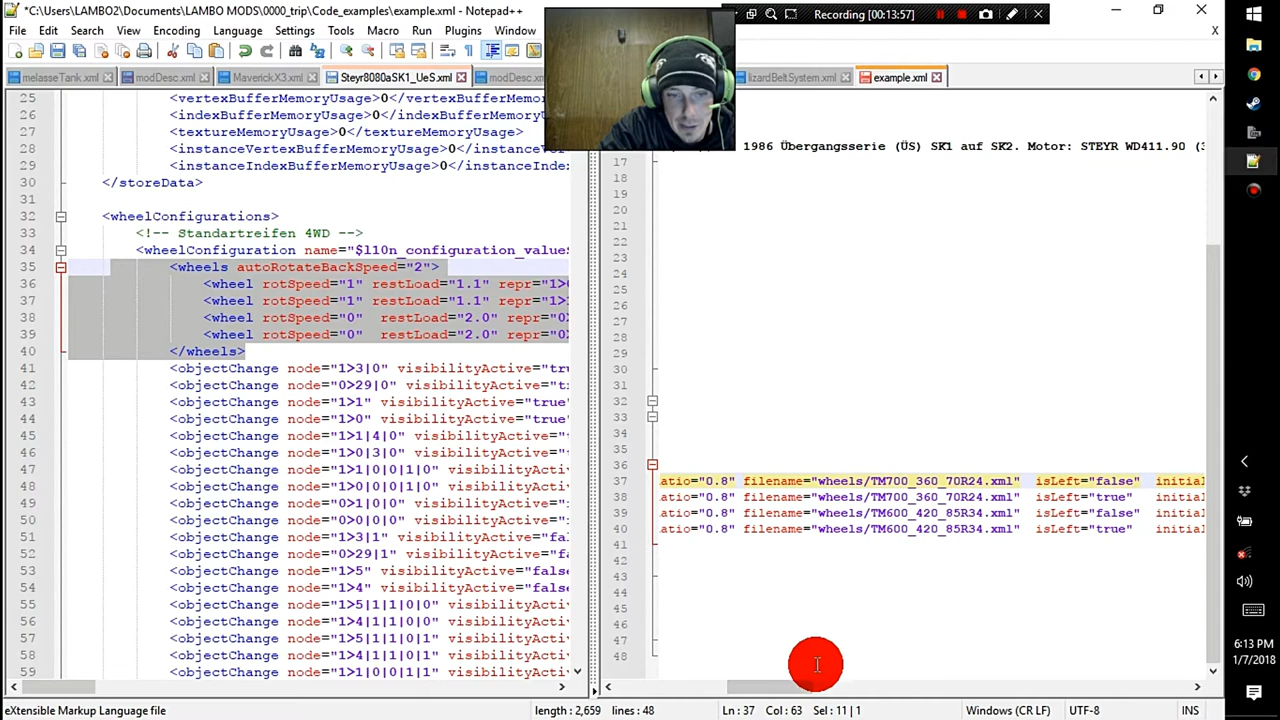 *C:\Users\LAMBO2\Documents\LAMBO MODS\0000_trip\Code_examples\example.xml - Notepad++
Recording [00:13:57]
File Edit Search View Encoding Language Settings Tools Macro Run Plugins Window
X
melasseTank.xml modDesc.xml MaverickX3.xml Steyr8080aSK1_UeS.xml modDesc.xm lizardBeltSystem.xml example.xml
25 <vertexBufferMemoryUsage>0</vertexBufferMemor
26 <indexBufferMemoryUsage>0</indexBufferMemoryU
27 <textureMemoryUsage>0</textureMemoryUsage>
28 <instanceVertexBufferMemoryUsage>0</instanceVer
29 <instanceIndexBufferMemoryUsage>0</instanceIndex
30 </storeData>
31
32 <wheelConfigurations>
33 <!-- Standartreifen 4WD -->
34 <wheelConfiguration name="$l10n_configuration_valueS
35 <wheels autoRotateBackSpeed="2">
36 <wheel rotSpeed="1" restLoad="1.1" repr="1>
37 <wheel rotSpeed="1" restLoad="1.1" repr="1>
38 <wheel rotSpeed="0" restLoad="2.0" repr="0>
39 <wheel rotSpeed="0" restLoad="2.0" repr="0>
40 </wheels>
41 <objectChange node="1>3|0" visibilityActive="tru
42 <objectChange node="0>29|0" visibilityActive="t
43 <objectChange node="1>1" visibilityActive="true"
44 <objectChange node="1>0" visibilityActive="true"
45 <objectChange node="1>1|4|0" visibilityActive="
46 <objectChange node="1>0|3|0" visibilityActive="
47 <objectChange node="1>1|0|0|1|0" visibilityActi
48 <objectChange node="1>0|0|0|1|0" visibilityActi
49 <objectChange node="0>1|0|0" visibilityActive="
50 <objectChange node="0>0|0|0" visibilityActive="
51 <objectChange node="1>3|1" visibilityActive="fal
52 <objectChange node="0>29|1" visibilityActive="f
53 <objectChange node="1>5" visibilityActive="false
54 <objectChange node="1>4" visibilityActive="false
55 <objectChange node="1>5|1|1|0|0" visibilityActi
56 <objectChange node="1>4|1|1|0|0" visibilityActi
57 <objectChange node="1>5|1|1|0|1" visibilityActi
58 <objectChange node="1>4|1|1|0|1" visibilityActi
59 <objectChange node="1>1|0|0|1|1" visibilityActi
1986 Übergangsserie (ÜS) SK1 auf SK2. Motor: STEYR WD411.90 (3
17
18
19
20
21
22
23
24
25
26
27
28
29
30
31
32
33
34
35
36
37 atio="0.8" filename="wheels/TM700_360_70R24.xml" isLeft="false" initial
38 atio="0.8" filename="wheels/TM700_360_70R24.xml" isLeft="true" initial
39 atio="0.8" filename="wheels/TM600_420_85R34.xml" isLeft="false" initial
40 atio="0.8" filename="wheels/TM600_420_85R34.xml" isLeft="true" initial
41
42
43
44
45
46
47
48
6:13 PM
1/7/2018
eXtensible Markup Language file length : 2,659 lines : 48 Ln : 37 Col : 63 Sel : 11 | 1 Windows (CR LF) UTF-8 INS